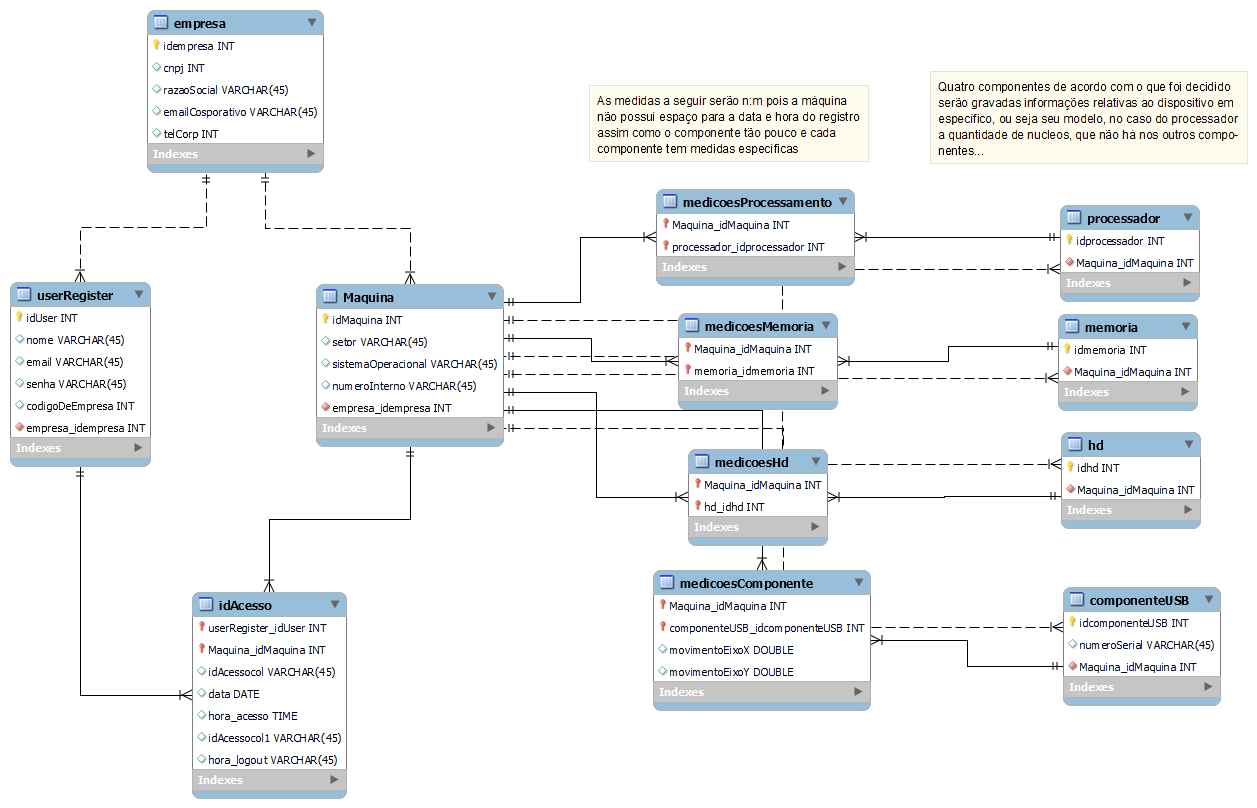 empresa
idempresa INT
cnpj INT
razaoSocial VARCHAR(45)
emailCosporativo VARCHAR(45)
telCorp INT
Indexes
As medidas a seguir serão n:m pois a máquina
não possui espaço para a data e hora do registro
assim como o componente tão pouco e cada
componente tem medidas especificas
Quatro componentes de acordo com o que foi decidido
serão gravadas informações relativas ao dispositivo em
específico, ou seja seu modelo, no caso do processador
a quantidade de nucleos, que não há nos outros compo-
nentes...
userRegister
idUser INT
nome VARCHAR(45)
email VARCHAR(45)
senha VARCHAR(45)
codigoDeEmpresa INT
empresa_idempresa INT
Indexes
Maquina
idMaquina INT
setor VARCHAR(45)
sistemaOperacional VARCHAR(45)
numeroInterno VARCHAR(45)
empresa_idempresa INT
Indexes
medicoesProcessamento
Maquina_idMaquina INT
processador_idprocessador INT
Indexes
processador
idprocessador INT
Maquina_idMaquina INT
Indexes
medicoesMemoria
Maquina_idMaquina INT
memoria_idmemoria INT
Indexes
memoria
idmemoria INT
Maquina_idMaquina INT
Indexes
medicoesHd
Maquina_idMaquina INT
hd_idhd INT
Indexes
hd
idhd INT
Maquina_idMaquina INT
Indexes
idAcesso
userRegister_idUser INT
Maquina_idMaquina INT
idAcessocol VARCHAR(45)
data DATE
hora_acesso TIME
idAcessocol1 VARCHAR(45)
hora_logout VARCHAR(45)
Indexes
medicoesComponente
Maquina_idMaquina INT
componenteUSB_idcomponenteUSB INT
movimentoEixoX DOUBLE
movimentoEixoY DOUBLE
Indexes
componenteUSB
idcomponenteUSB INT
numeroSerial VARCHAR(45)
Maquina_idMaquina INT
Indexes